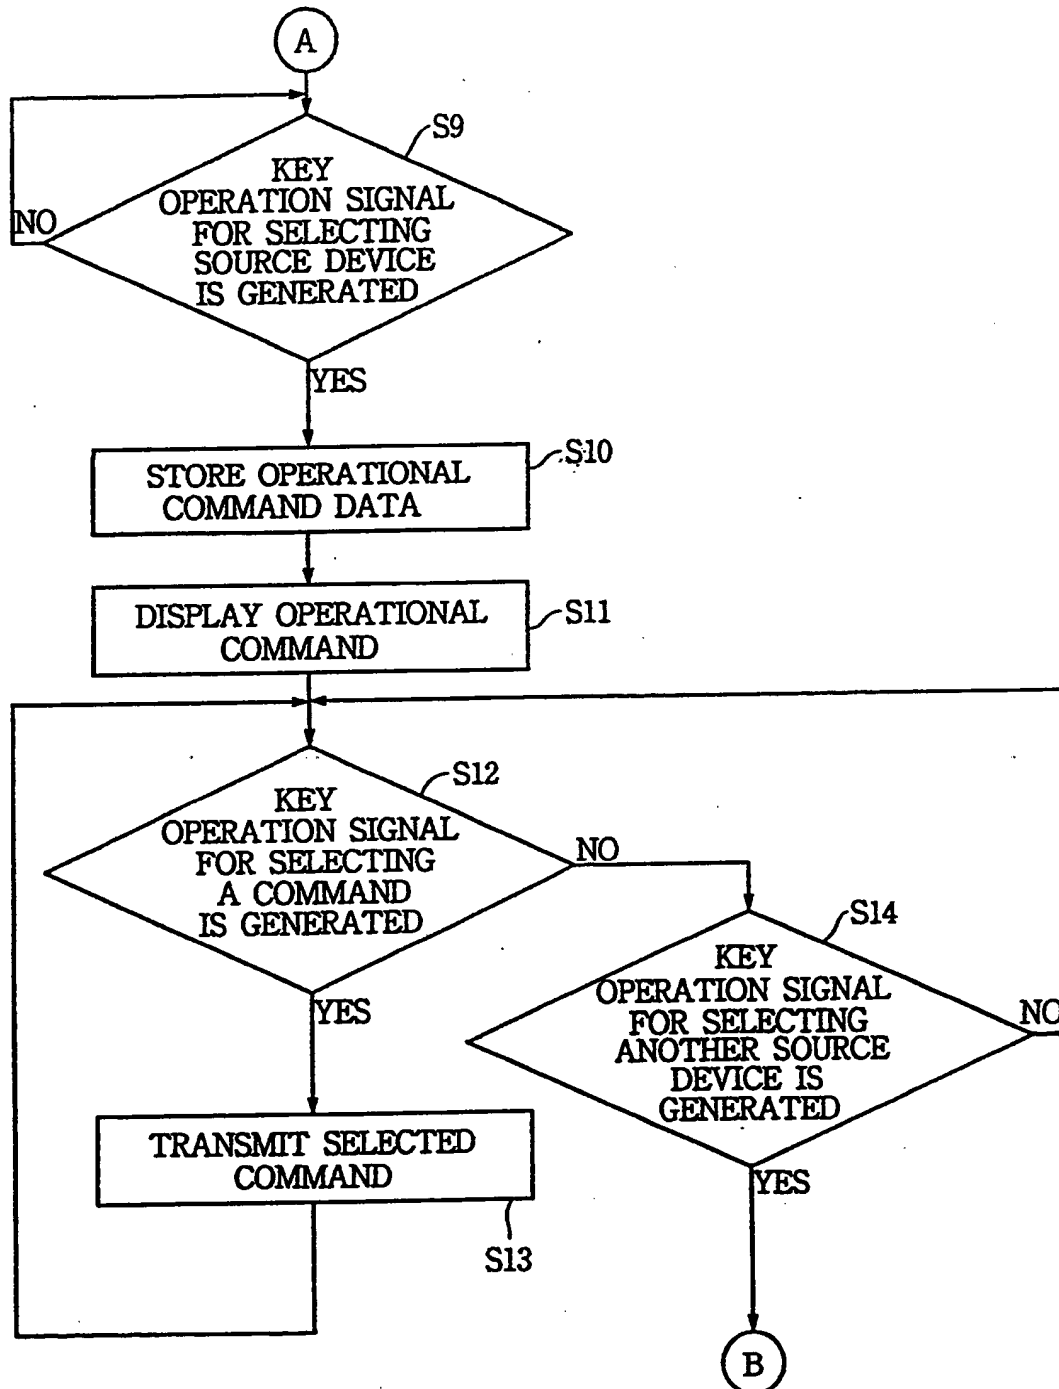 A
S9
KEY
OPERATION SIGNAL
FOR SELECTING
SOURCE DEVICE
IS GENERATED
NO
YES
S10
STORE OPERATIONAL
COMMAND DATA
S11
DISPLAY OPERATIONAL
COMMAND
S12
KEY
OPERATION SIGNAL
FOR SELECTING
A COMMAND
IS GENERATED
NO
YES
S14
KEY
OPERATION SIGNAL
FOR SELECTING
ANOTHER SOURCE
DEVICE IS
GENERATED
NO
YES
TRANSMIT SELECTED
COMMAND
S13
B